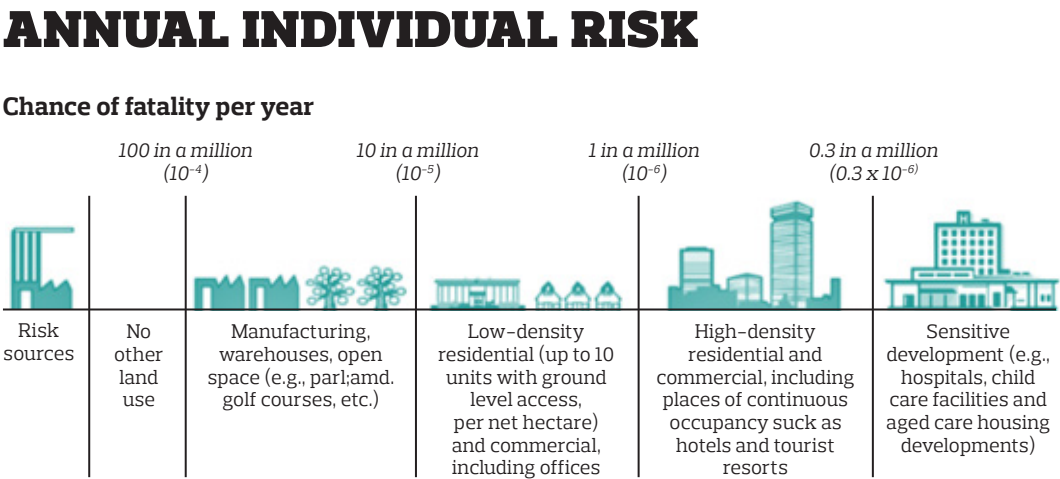 ANNUAL INDIVIDUAL RISK
Chance of fatality per year
100 in a million
(10⁻⁴)
10 in a million
(10⁻⁵)
1 in a million
(10⁻⁶)
0.3 in a million
(0.3 x 10⁻⁶⁾
Risk
sources
No
other
land
use
Manufacturing,
warehouses, open
space (e.g., parl;amd.
golf courses, etc.)
Low-density
residential (up to 10
units with ground
level access,
per net hectare)
and commercial,
including offices
High-density
residential and
commercial, including
places of continuous
occupancy suck as
hotels and tourist
resorts
Sensitive
development (e.g.,
hospitals, child
care facilities and
aged care housing
developments)